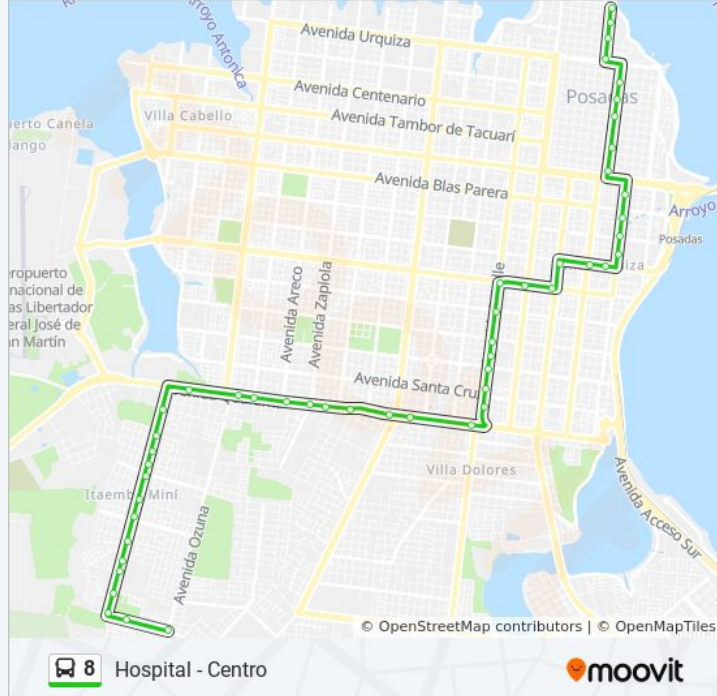 Arroyo Antonica
Avenida Urquiza
Avenida Centenario
Posadas
Villa Cabello
Avenida Tambor de Tacuarí
Avenida Blas Parera
Arroyo
Posadas
Avenida Areco
Avenida Zapiola
Avenida Santa Cru
Villa Dolores
Itaembé Miní
Avenida Ozuna
Avenida Acceso Sur
© OpenStreetMap contributors | © OpenMapTiles
8 Hospital - Centro
moovit